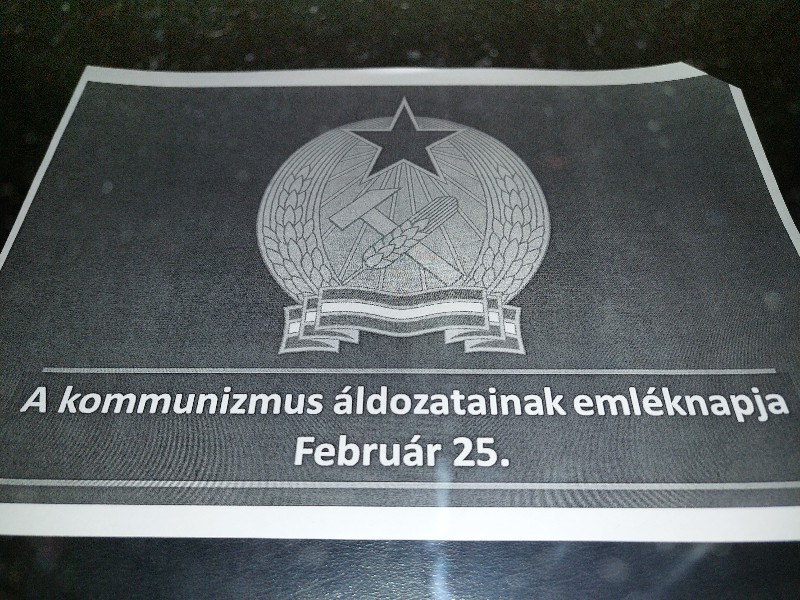 A kommunizmus áldozatainak emléknapja
Február 25.